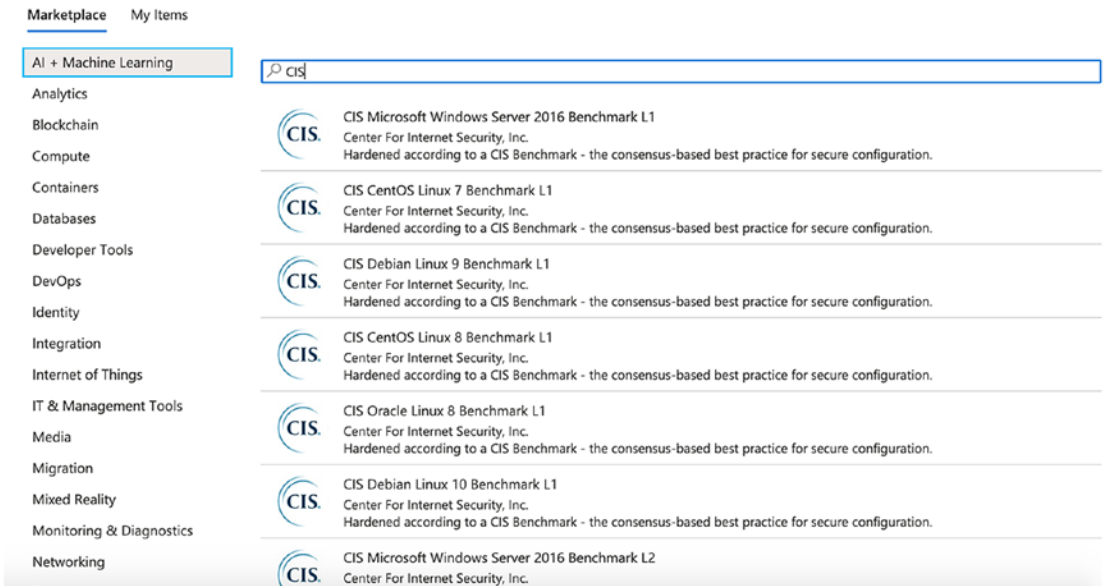 Marketplace My Items
AI + Machine Learning
Analytics
Blockchain
Compute
Containers
Databases
Developer Tools
DevOps
Identity
Integration
Internet of Things
IT & Management Tools
Media
Migration
Mixed Reality
Monitoring & Diagnostics
Networking
CIS
CIS.
CIS Microsoft Windows Server 2016 Benchmark L1
Center For Internet Security, Inc.
Hardened according to a CIS Benchmark - the consensus-based best practice for secure configuration.
CIS.
CIS CentOS Linux 7 Benchmark L1
Center For Internet Security, Inc.
Hardened according to a CIS Benchmark - the consensus-based best practice for secure configuration.
CIS.
CIS Debian Linux 9 Benchmark L1
Center For Internet Security, Inc.
Hardened according to a CIS Benchmark - the consensus-based best practice for secure configuration.
CIS.
CIS CentOS Linux 8 Benchmark L1
Center For Internet Security, Inc.
Hardened according to a CIS Benchmark - the consensus-based best practice for secure configuration.
CIS.
CIS Oracle Linux 8 Benchmark L1
Center For Internet Security, Inc.
Hardened according to a CIS Benchmark - the consensus-based best practice for secure configuration.
CIS.
CIS Debian Linux 10 Benchmark L1
Center For Internet Security, Inc.
Hardened according to a CIS Benchmark - the consensus-based best practice for secure configuration.
CIS.
CIS Microsoft Windows Server 2016 Benchmark L2
Center For Internet Security, Inc.